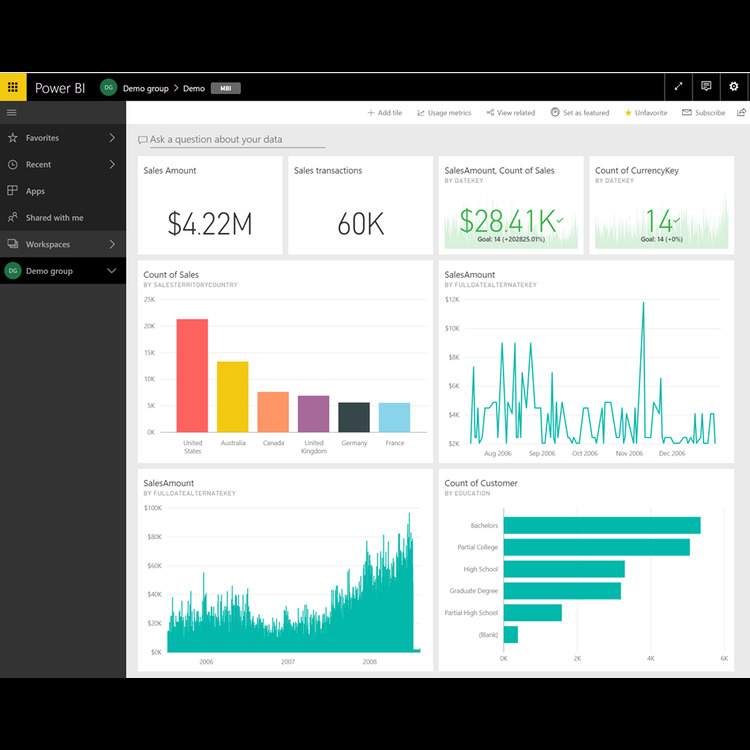 Power BI
DG Demo group > Demo MBI
Add tile
Usage metrics
View related
Set as featured
Unfavorite
Subscribe
Favorites
Recent
Apps
Shared with me
Workspaces
DG Demo group
Ask a question about your data
Sales Amount
$4.22M
Sales transactions
60K
SalesAmount, Count of Sales
BY DATEKEY
$28.41K
Goal: 14 (+202825.01%)
Count of CurrencyKey
BY DATEKEY
14
Goal: 14 (+0%)
Count of Sales
BY SALESTERRITORYCOUNTRY
25K
20K
15K
10K
5K
0K
United
States
Australia
Canada
United
Kingdom
Germany
France
SalesAmount
BY FULLDATEALTERNATEKEY
$12K
$10K
$8K
$6K
$4K
$2K
Aug 2006 Sep 2006 Oct 2006 Nov 2006 Dec 2006
SalesAmount
BY FULLDATEALTERNATEKEY
$100K
$80K
$60K
$40K
$20K
$0K
2006 2007 2008
Count of Customer
BY EDUCATION
Bachelors
Partial College
High School
Graduate Degree
Partial High School
(Blank)
0K 2K 4K 6K